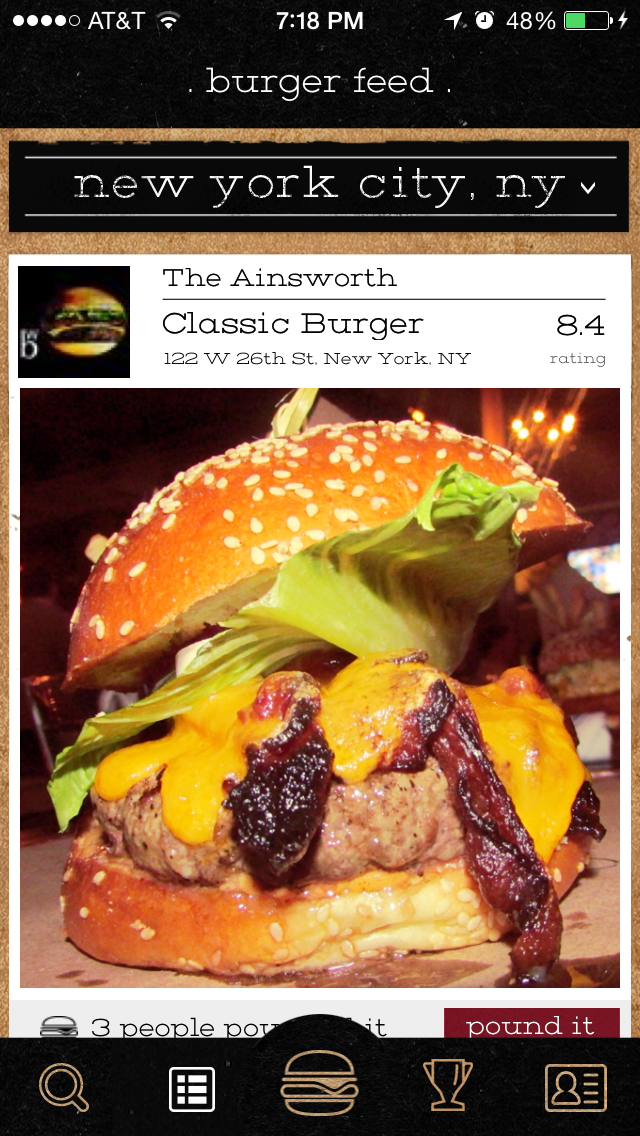 AT&T 7:18 PM 48%
. burger feed .
new york city, ny
The Ainsworth
Classic Burger 8.4
122 W 26th St, New York, NY rating
3 people it pound it